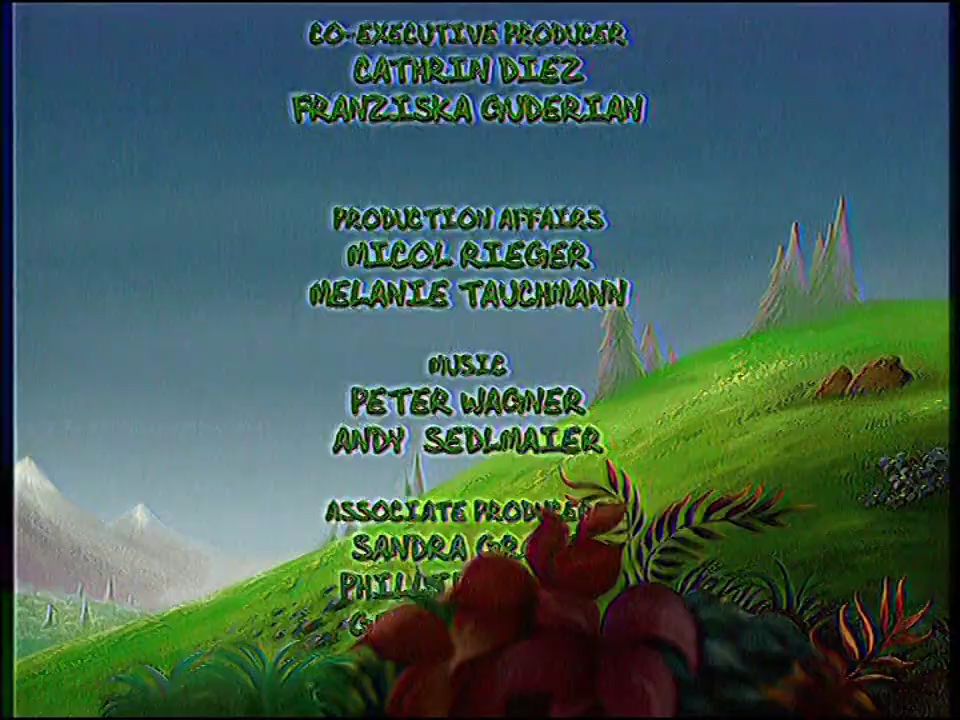 CO-EXECUTIVE PRODUCER
CATHRIN DIEZ
FRANZISKA GUDERIAN
PRODUCTION AFFAIRS
MICOL RIEGER
MELANIE TAUCHMANN
MUSIC
PETER WAGNER
ANDY SEDLMAIER
ASSOCIATE PRODUCER
SANDRA